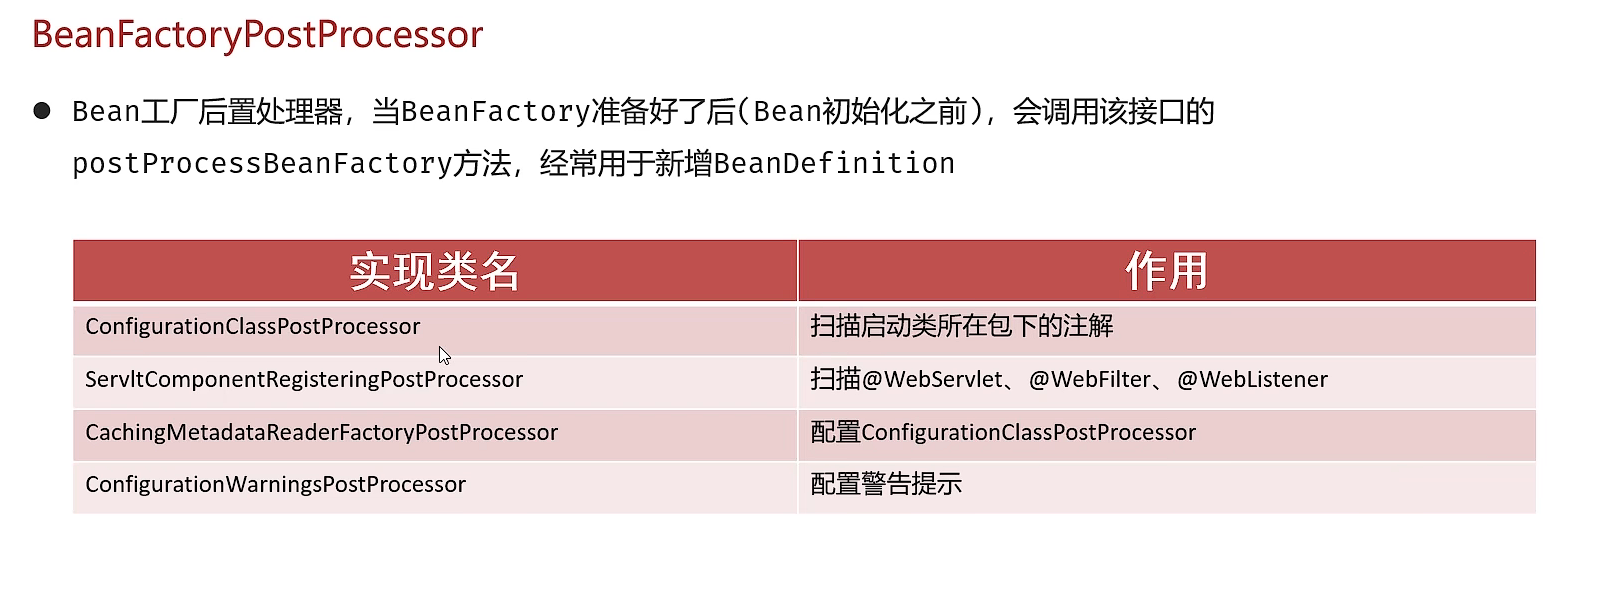 BeanFactoryPostProcessor
Bean工厂后置处理器，当BeanFactory准备好了后(Bean初始化之前)，会调用该接口的
postProcessBeanFactory方法，经常用于新增BeanDefinition
实现类名 作用
ConfigurationClassPostProcessor 扫描启动类所在包下的注解
ServltComponentRegisteringPostProcessor 扫描@WebServlet、@WebFilter、@WebListener
CachingMetadataReaderFactoryPostProcessor 配置ConfigurationClassPostProcessor
ConfigurationWarningsPostProcessor 配置警告提示